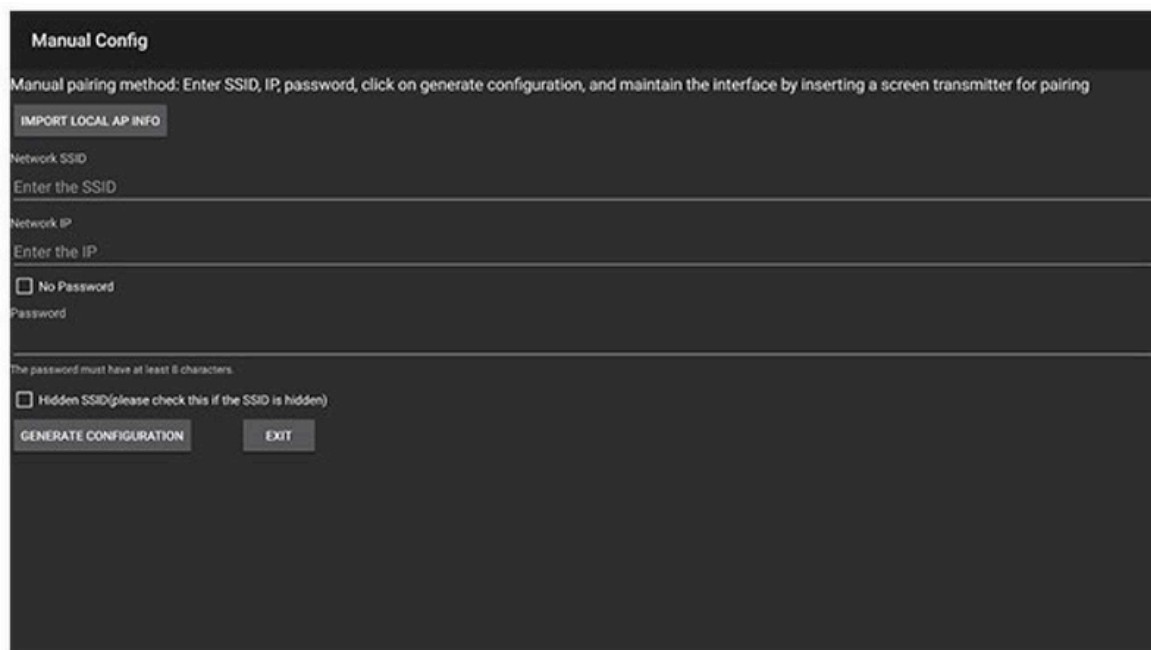 Manual Config
Manual pairing method: Enter SSID, IP, password, click on generate configuration, and maintain the interface by inserting a screen transmitter for pairing
IMPORT LOCAL AP INFO
Network SSID
Enter the SSID
Network IP
Enter the IP
No Password
Password
The password must have at least 8 characters.
Hidden SSID(please check this if the SSID is hidden)
GENERATE CONFIGURATION EXIT